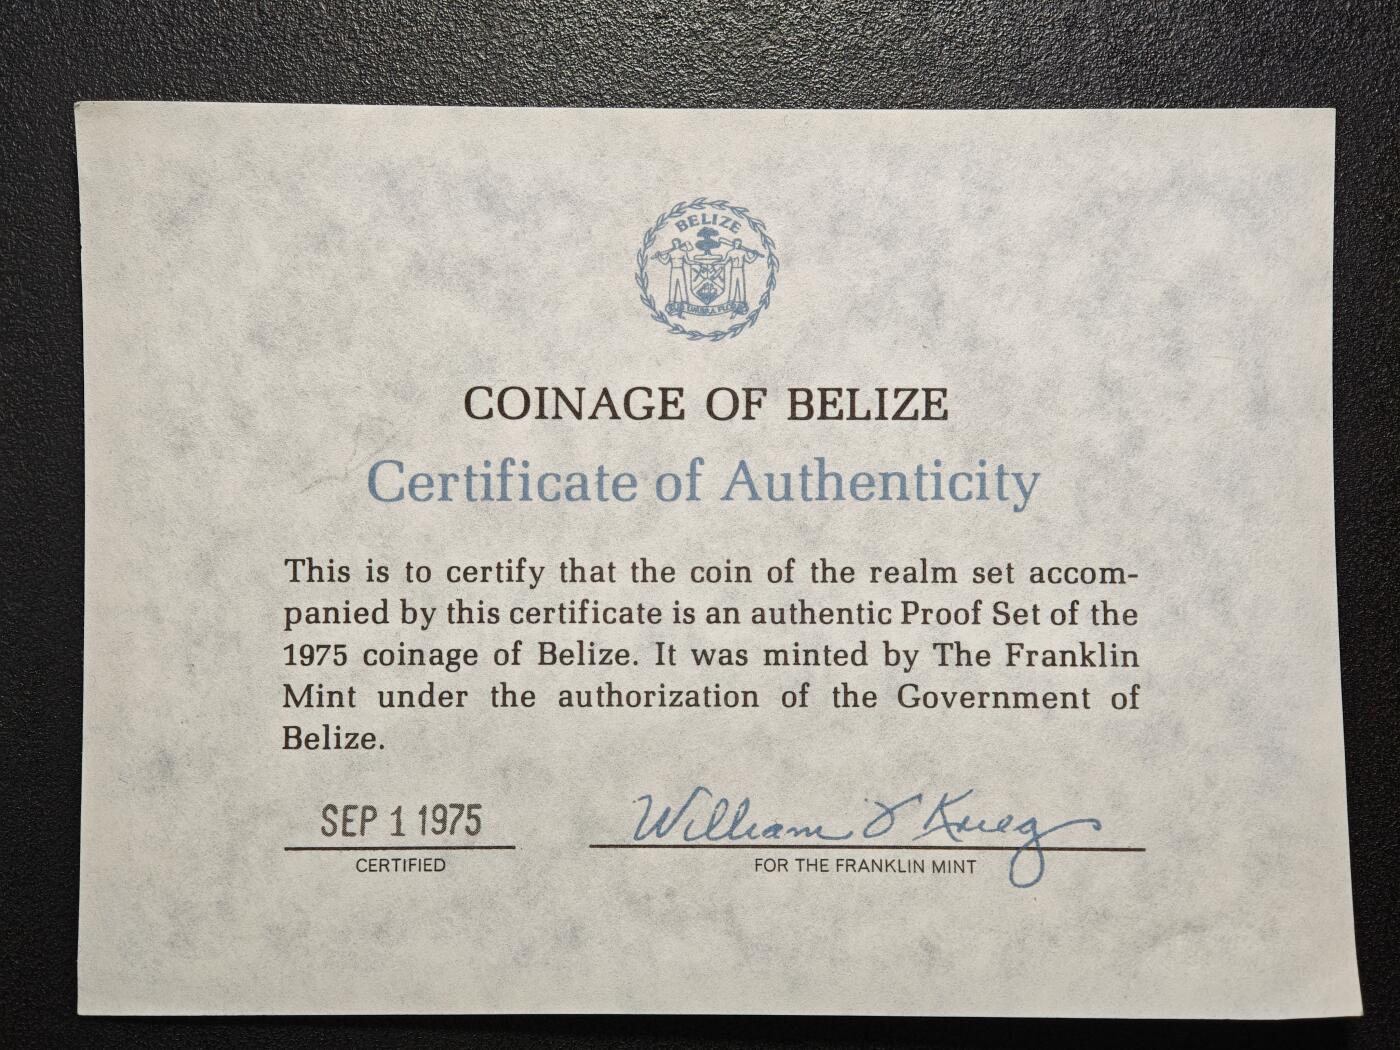 BELIZE
COINAGE OF BELIZE
Certificate of Authenticity
This is to certify that the coin of the realm set accom-
panied by this certificate is an authentic Proof Set of the
1975 coinage of Belize. It was minted by The Franklin
Mint under the authorization of the Government of
Belize.
SEP 1 1975
CERTIFIED
William Krieg
FOR THE FRANKLIN MINT